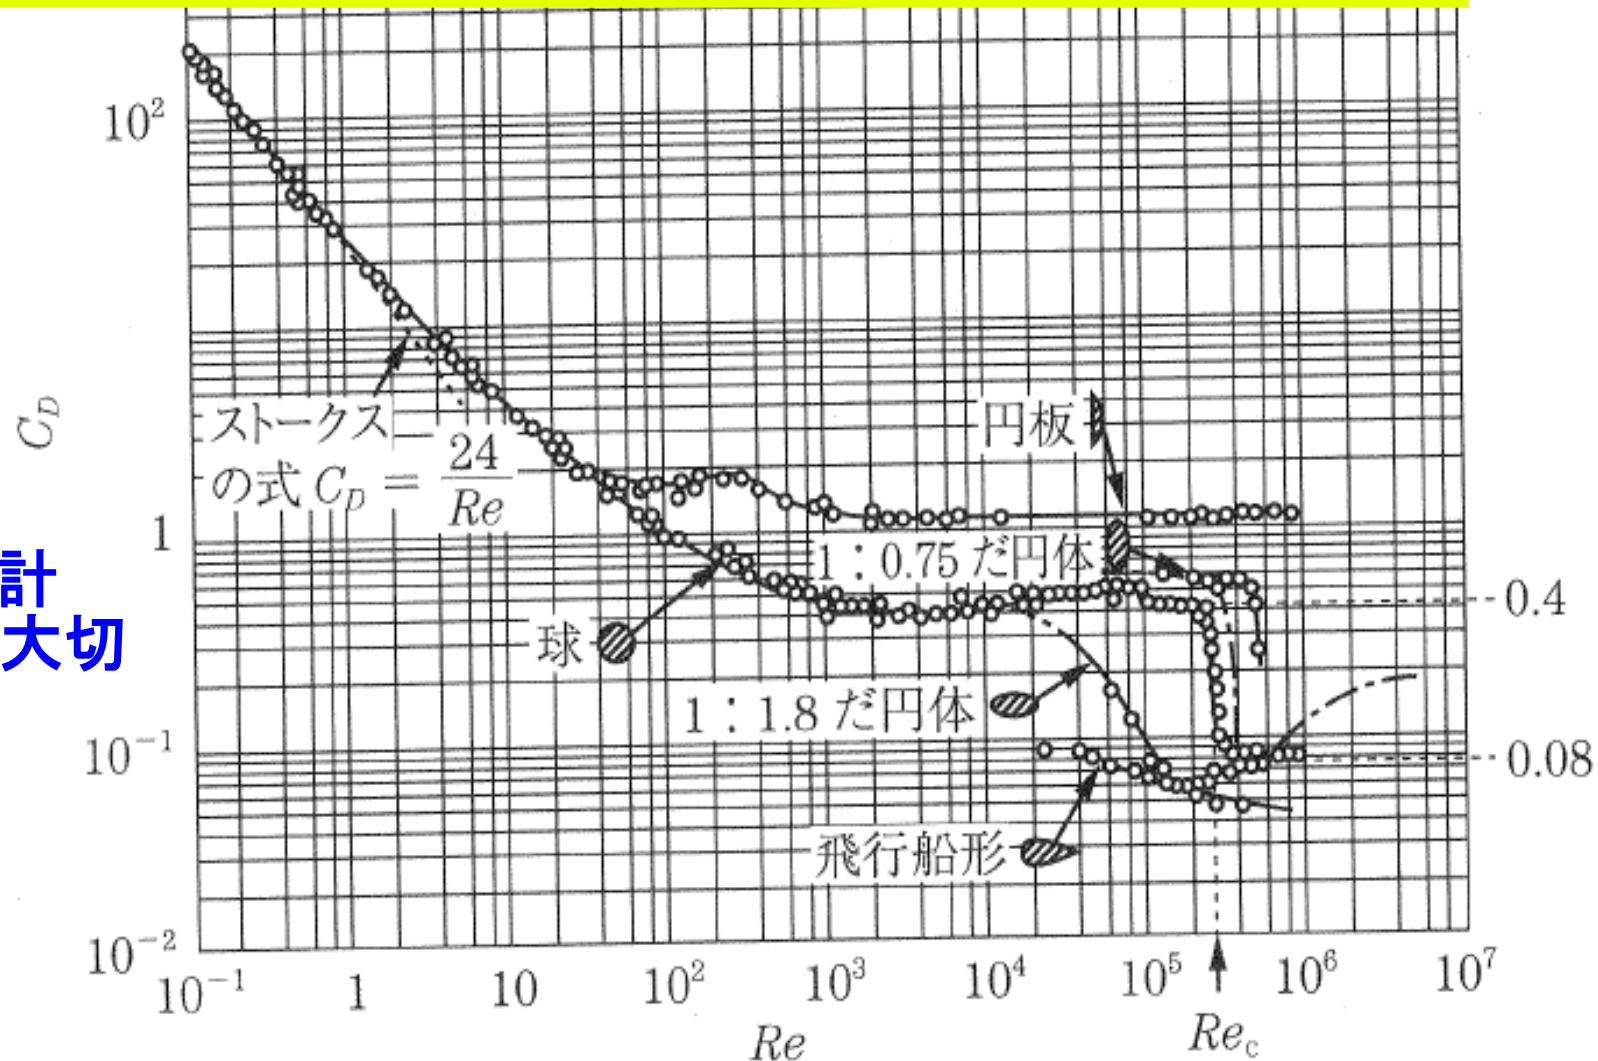 10²
1
10⁻¹
10⁻²
C_D
ストークス
の式 C_D = 24/Re
円板
1：0.75 だ円体
球
1：1.8 だ円体
飛行船形
0.4
0.08
計
大切
10⁻¹ 1 10 10² 10³ 10⁴ 10⁵ 10⁶ 10⁷
Re
Re_c